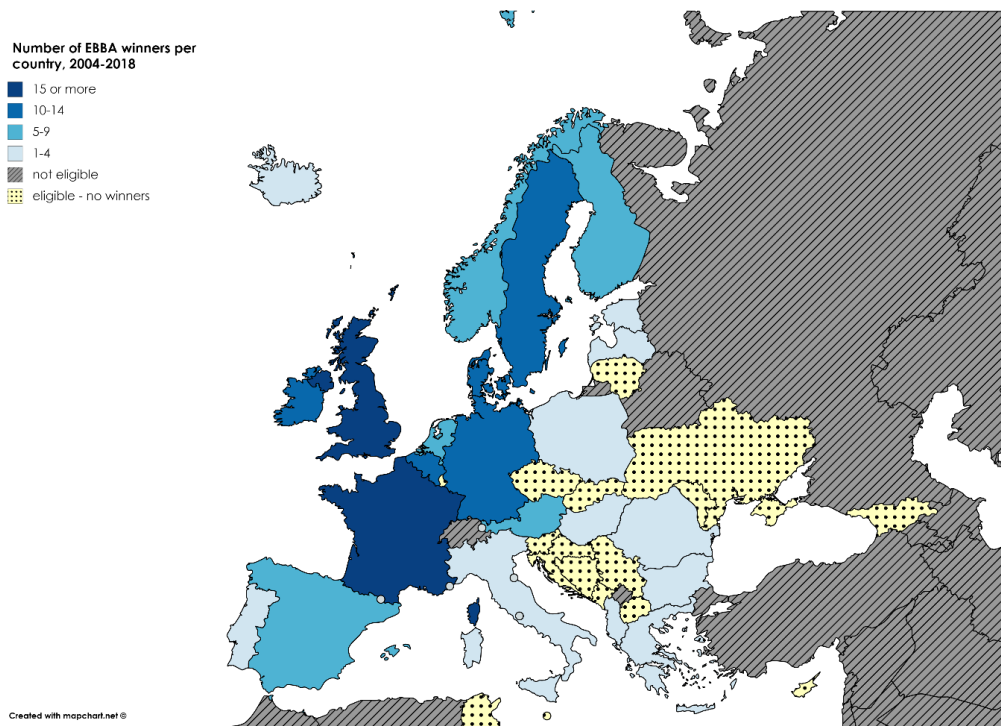 Number of EBBA winners per
country, 2004-2018
15 or more
10-14
5-9
1-4
not eligible
eligible - no winners
Created with mapchart.net ©